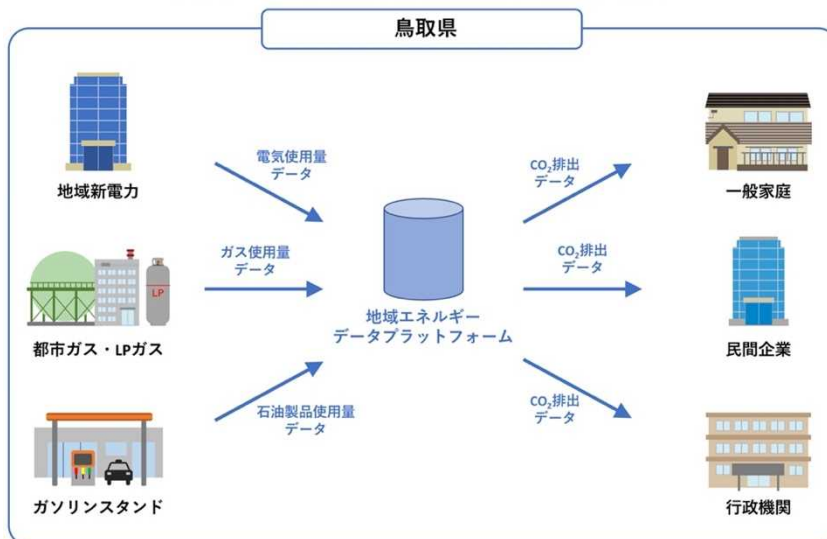 鳥取県
地域新電力
電気使用量
データ
都市ガス・LPガス
LP
ガス使用量
データ
ガソリンスタンド
石油製品使用量
データ
地域エネルギー
データプラットフォーム
CO₂排出
データ
一般家庭
CO₂排出
データ
民間企業
CO₂排出
データ
行政機関